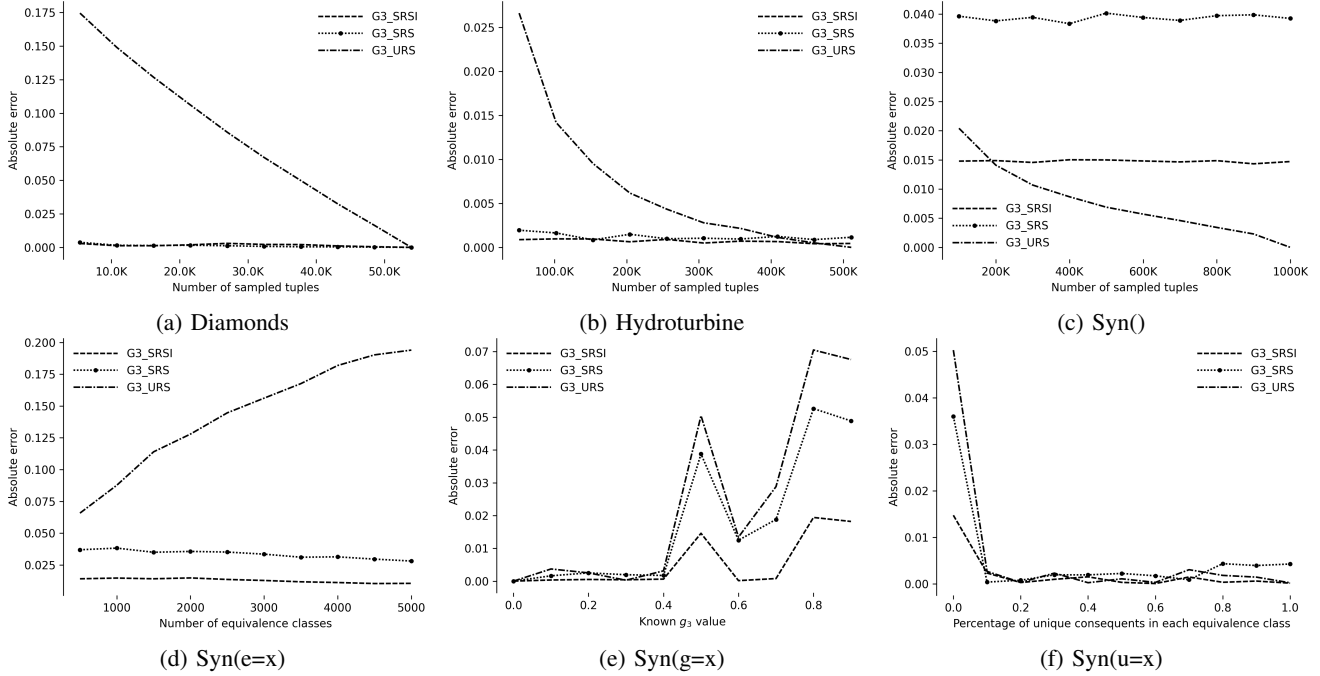 0.175
0.150
0.125
0.100
0.075
0.050
0.025
0.000
Absolute error
G3_SRSI
G3_SRS
G3_URS
10.0K 20.0K 30.0K 40.0K 50.0K
Number of sampled tuples
(a) Diamonds
0.025
0.020
0.015
0.010
0.005
0.000
Absolute error
G3_SRSI
G3_SRS
G3_URS
100.0K 200K 300K 400K 500K
Number of sampled tuples
(b) Hydroturbine
0.040
0.035
0.030
0.025
0.020
0.015
0.010
0.005
0.000
Absolute error
G3_SRSI
G3_SRS
G3_URS
200K 400K 600K 800K 1000K
Number of sampled tuples
(c) Syn()
0.200
0.175
0.150
0.125
0.100
0.075
0.050
0.025
Absolute error
G3_SRSI
G3_SRS
G3_URS
1000 2000 3000 4000 5000
Number of equivalence classes
(d) Syn(e=x)
0.07
0.06
0.05
0.04
0.03
0.02
0.01
0.00
Absolute error
G3_SRSI
G3_SRS
G3_URS
0.0 0.2 0.4 0.6 0.8
Known g₃ value
(e) Syn(g=x)
0.05
0.04
0.03
0.02
0.01
0.00
Absolute error
G3_SRSI
G3_SRS
G3_URS
0.0 0.2 0.4 0.6 0.8 1.0
Percentage of unique consequents in each equivalence class
(f) Syn(u=x)